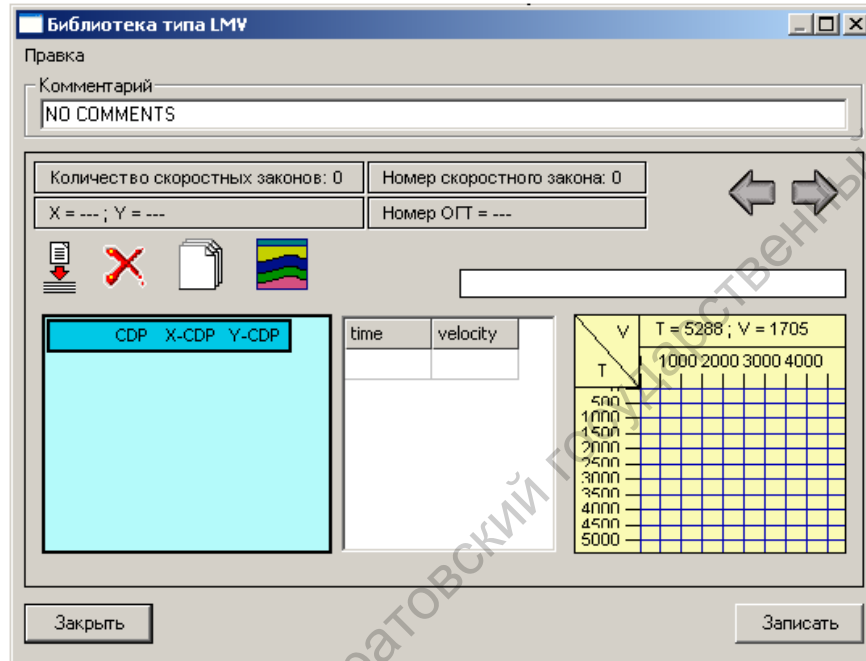 Библиотека типа LMV
Правка
Комментарий
NO COMMENTS
Количество скоростных законов: 0 Номер скоростного закона: 0
X = --- ; Y = --- Номер ОГТ = ---
CDP X-CDP Y-CDP
time velocity
V T = 5288 ; V = 1705
T 1000 2000 3000 4000
500
1000
1500
2000
2500
3000
3500
4000
4500
5000
Закрыть Записать
ратовский государственный